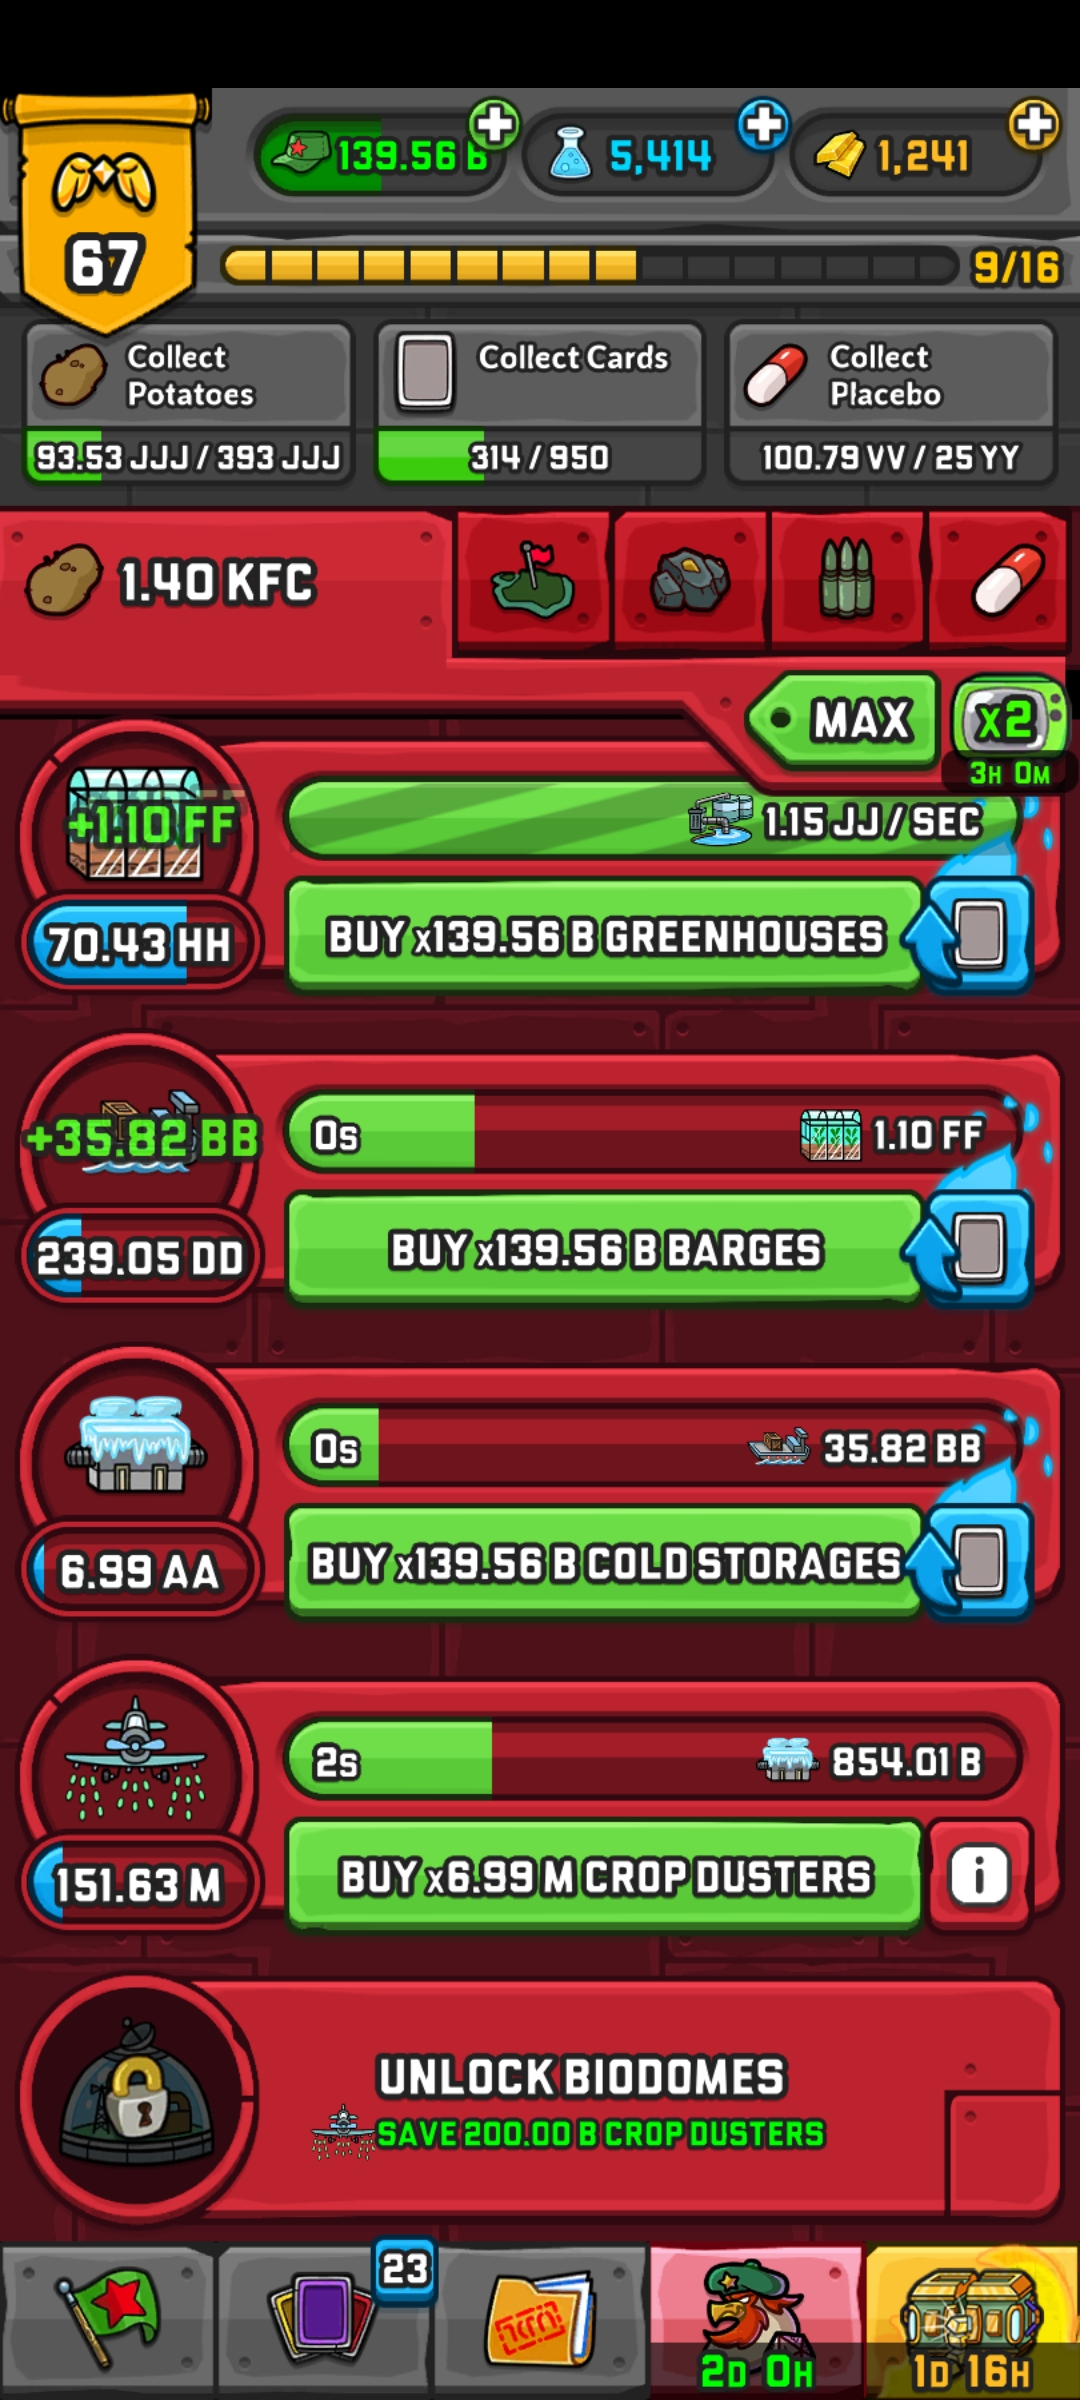 139.56 B
5,414
1,241
67
9/16
Collect
Potatoes
Collect Cards
Collect
Placebo
93.53 JJJ / 393 JJJ
314 / 950
100.79 VV / 25 YY
1.40 KFC
MAX
x2
3H 0M
+1.10 FF
1.15 JJ / SEC
70.43 HH
BUY x139.56 B GREENHOUSES
+35.82 BB
0s
1.10 FF
239.05 DD
BUY x139.56 B BARGES
0s
35.82 BB
6.99 AA
BUY x139.56 B COLD STORAGES
2s
854.01 B
151.63 M
BUY x6.99 M CROP DUSTERS
i
UNLOCK BIODOMES
SAVE 200.00 B CROP DUSTERS
23
2D 0H
1D 16H